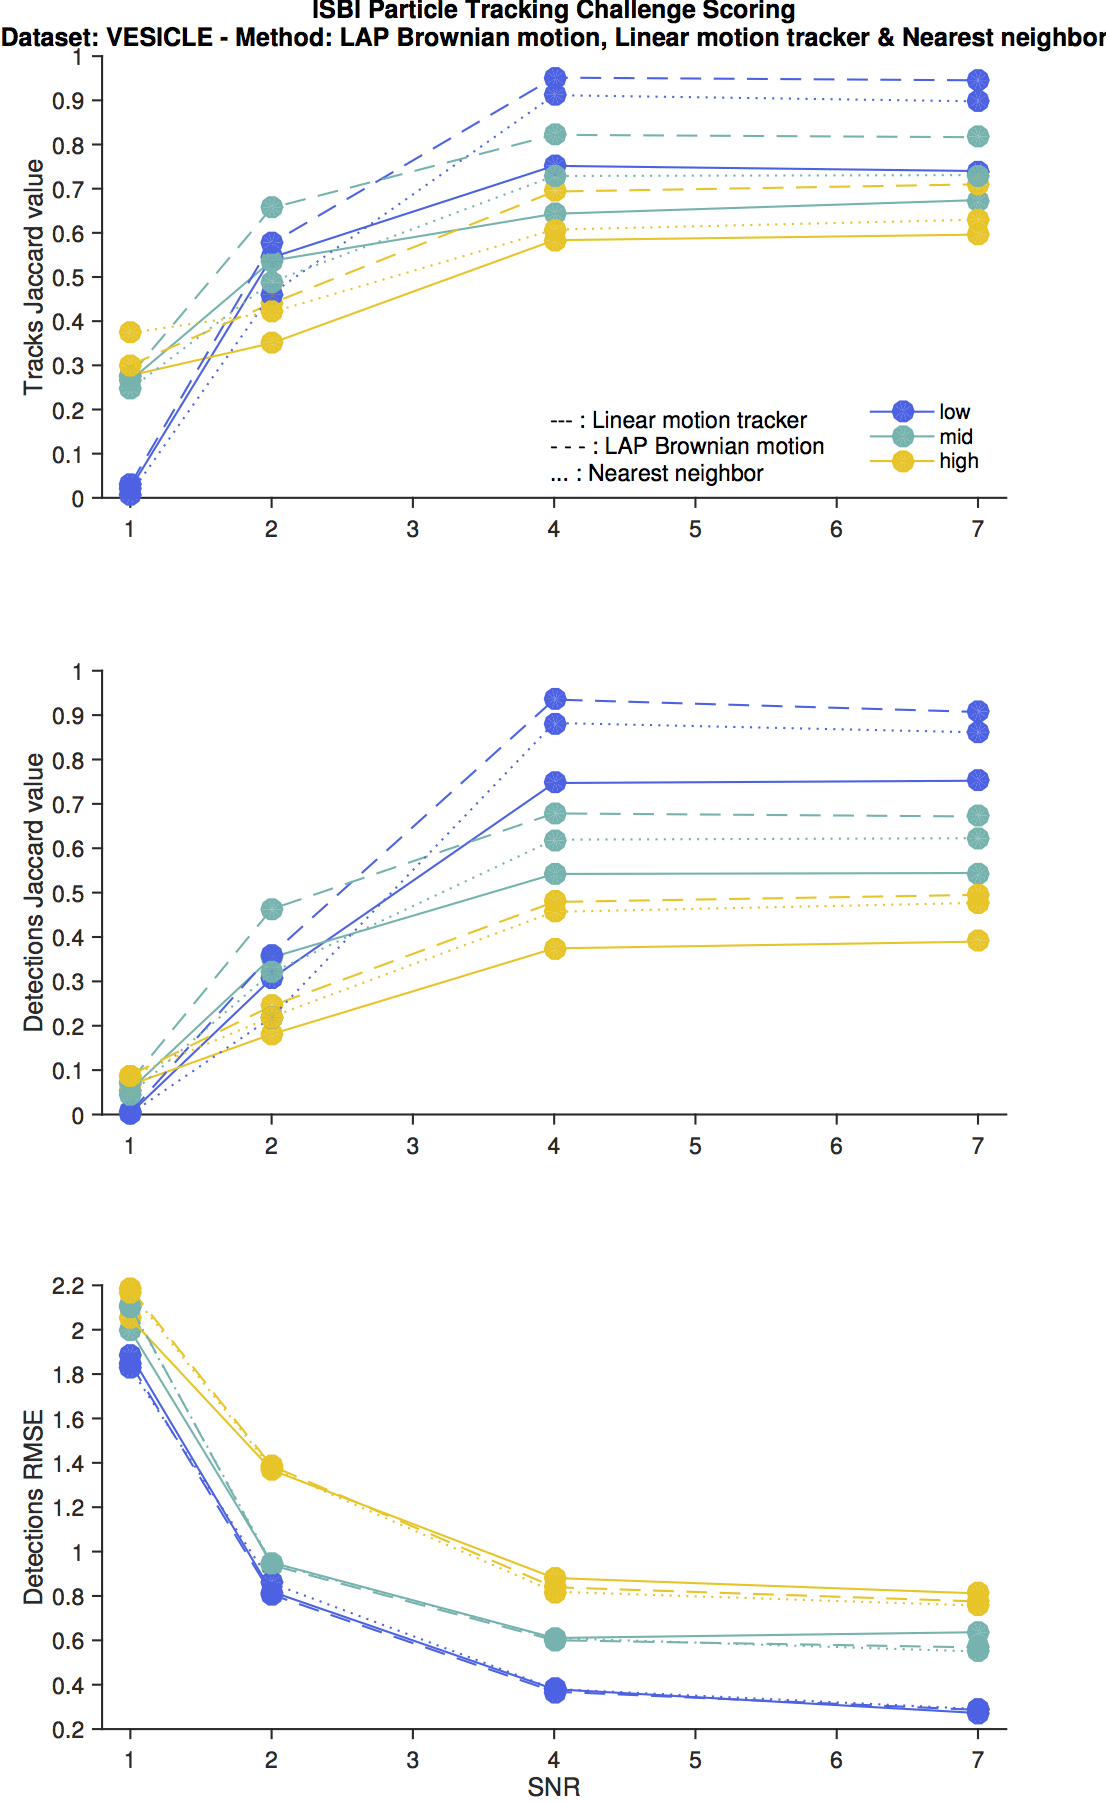 ISBI Particle Tracking Challenge Scoring
Dataset: VESICLE - Method: LAP Brownian motion, Linear motion tracker & Nearest neighbor
Tracks Jaccard value
1
0.9
0.8
0.7
0.6
0.5
0.4
0.3
0.2
0.1
0
1 2 3 4 5 6 7
--- : Linear motion tracker
- - - : LAP Brownian motion
... : Nearest neighbor
low
mid
high
Detections Jaccard value
1
0.9
0.8
0.7
0.6
0.5
0.4
0.3
0.2
0.1
0
1 2 3 4 5 6 7
Detections RMSE
2.2
2
1.8
1.6
1.4
1.2
1
0.8
0.6
0.4
0.2
1 2 3 4 5 6 7
SNR